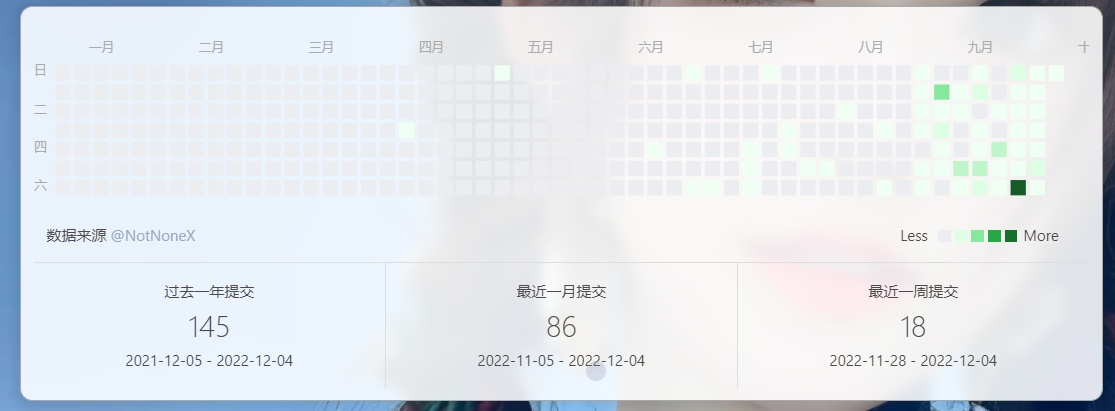 一月 二月 三月 四月 五月 六月 七月 八月 九月 十
日
二
四
六
数据来源 @NotNoneX Less More
过去一年提交 最近一月提交 最近一周提交
145 86 18
2021-12-05 - 2022-12-04 2022-11-05 - 2022-12-04 2022-11-28 - 2022-12-04